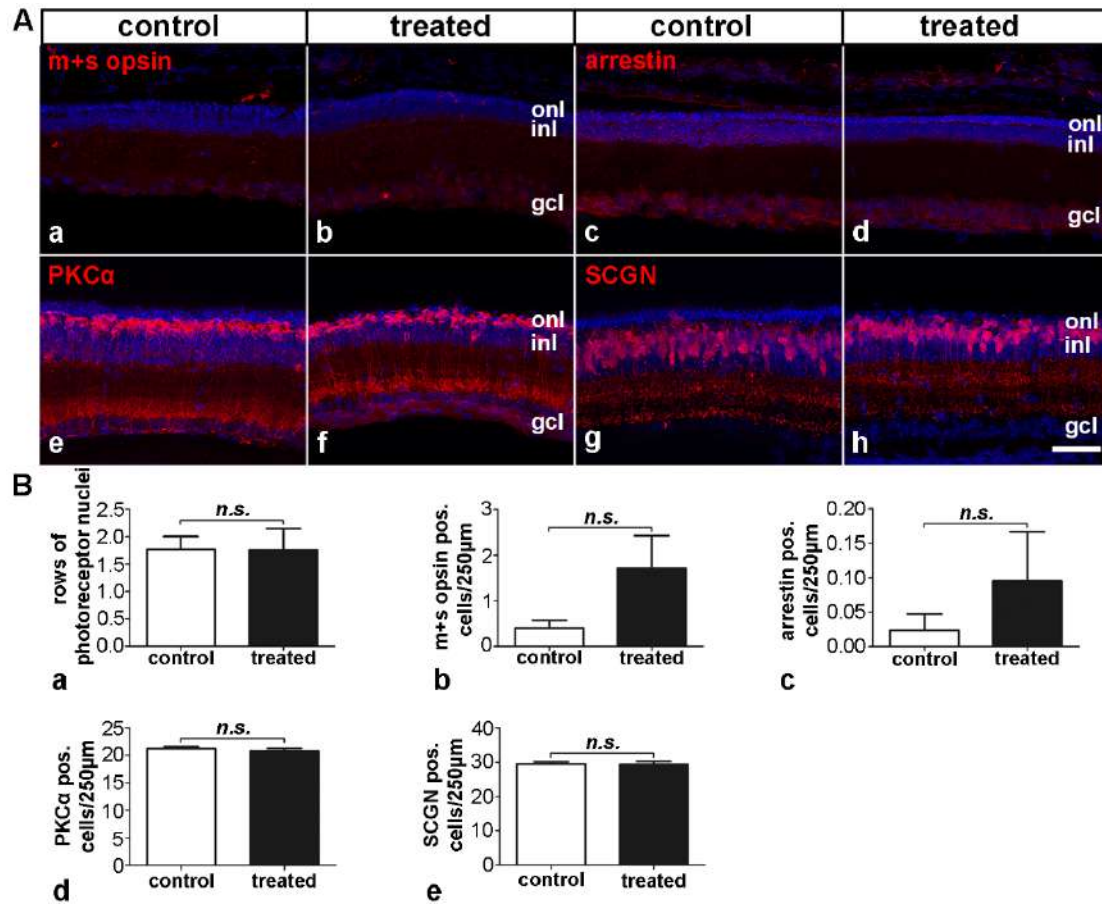 A
control
treated
control
treated
m+s opsin
arrestin
onl
inl
gcl
onl
inl
gcl
a
b
c
d
PKCα
SCGN
onl
inl
gcl
onl
inl
gcl
e
f
g
h
B
rows of
photoreceptor nuclei
2.5
2.0
1.5
1.0
0.5
0.0
n.s.
control
treated
a
m+s opsin pos.
cells/250µm
3
2
1
0
n.s.
control
treated
b
arrestin pos.
cells/250µm
0.20
0.15
0.10
0.05
0.00
n.s.
control
treated
c
PKCα pos.
cells/250µm
25
20
15
10
5
0
n.s.
control
treated
d
SCGN pos.
cells/250µm
40
30
20
10
0
n.s.
control
treated
e